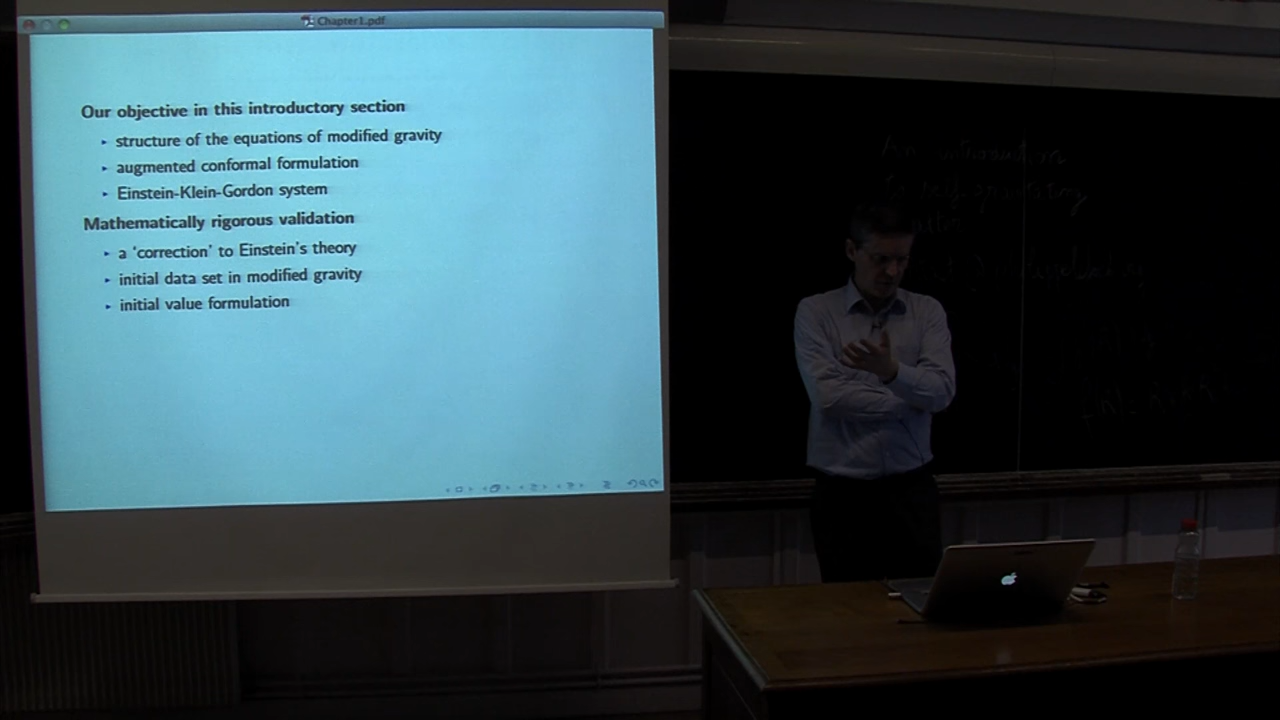 Chapter1.pdf
Our objective in this introductory section
‣ structure of the equations of modified gravity
‣ augmented conformal formulation
‣ Einstein-Klein-Gordon system
Mathematically rigorous validation
‣ a ‘correction’ to Einstein's theory
‣ initial data set in modified gravity
‣ initial value formulation
An introduction